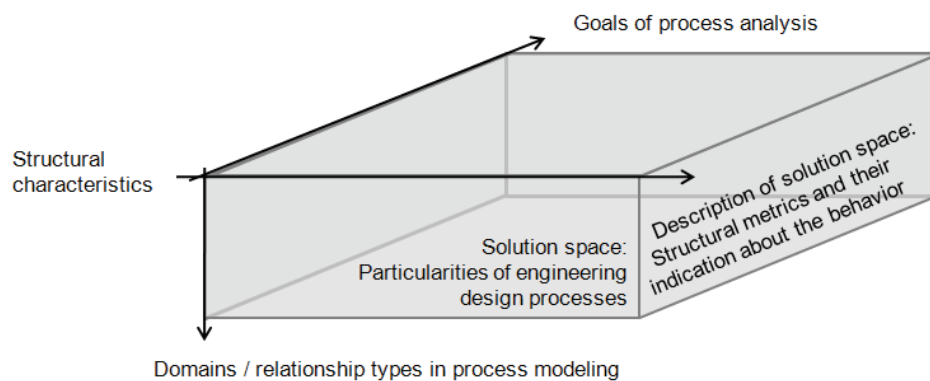 Goals of process analysis
Structural
characteristics
Description of solution space:
Structural metrics and their
indication about the behavior
Solution space:
Particularities of engineering
design processes
Domains / relationship types in process modeling